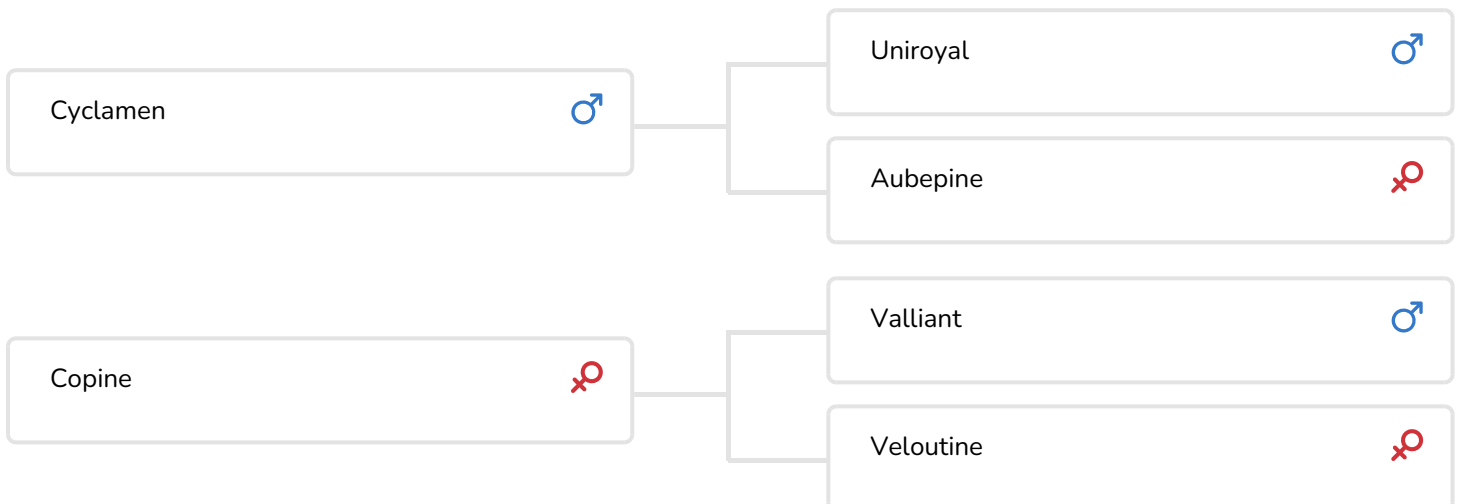 Uniroyal
Cyclamen
Aubepine
Valliant
Copine
Veloutine